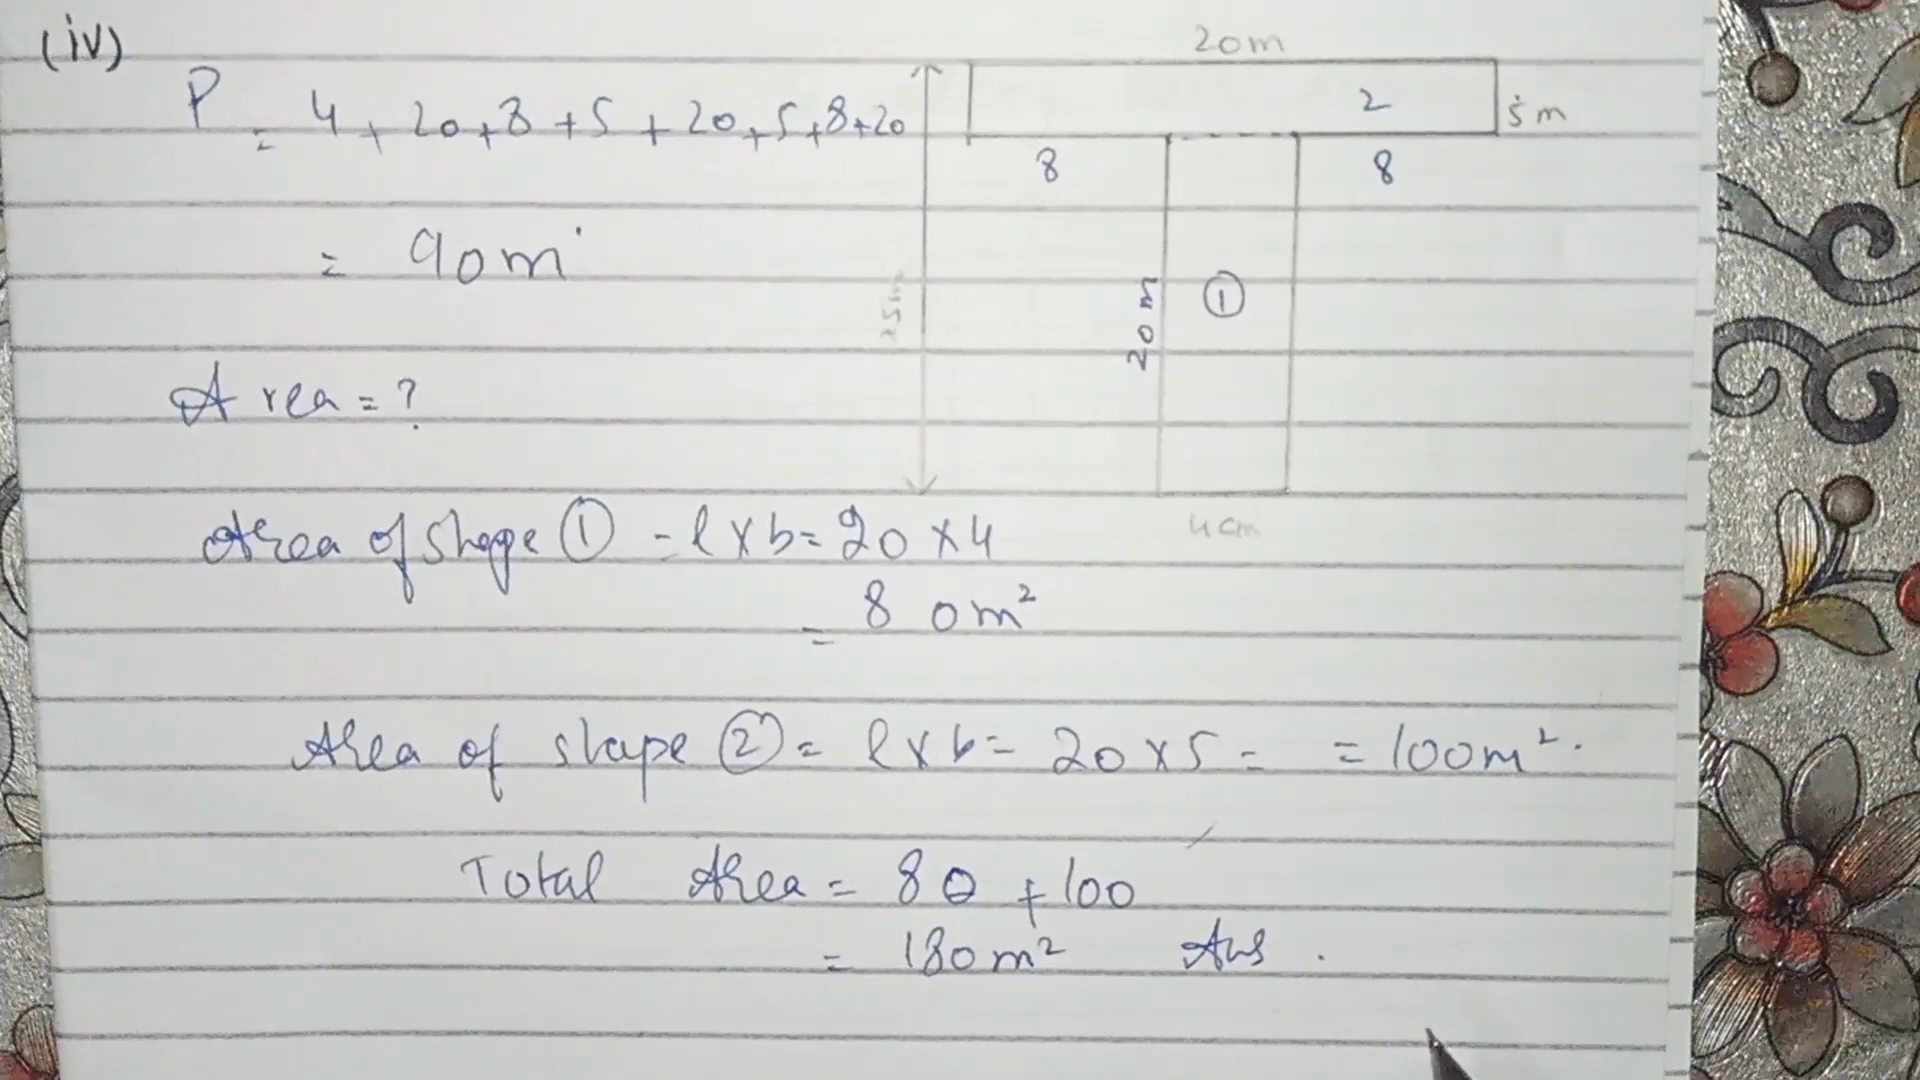 (iv)
20m
P = 4 + 20 + 8 + 5 + 20 + 5 + 8 + 20
2
5m
8
8
= 90m
25m
20 m
①
Area = ?
4cm
Area of shape ① - l x b = 20 x 4
= 80m²
Area of shape ② = l x b = 20 x 5 = = 100m².
Total Area = 80 + 100
= 180m² Ans.